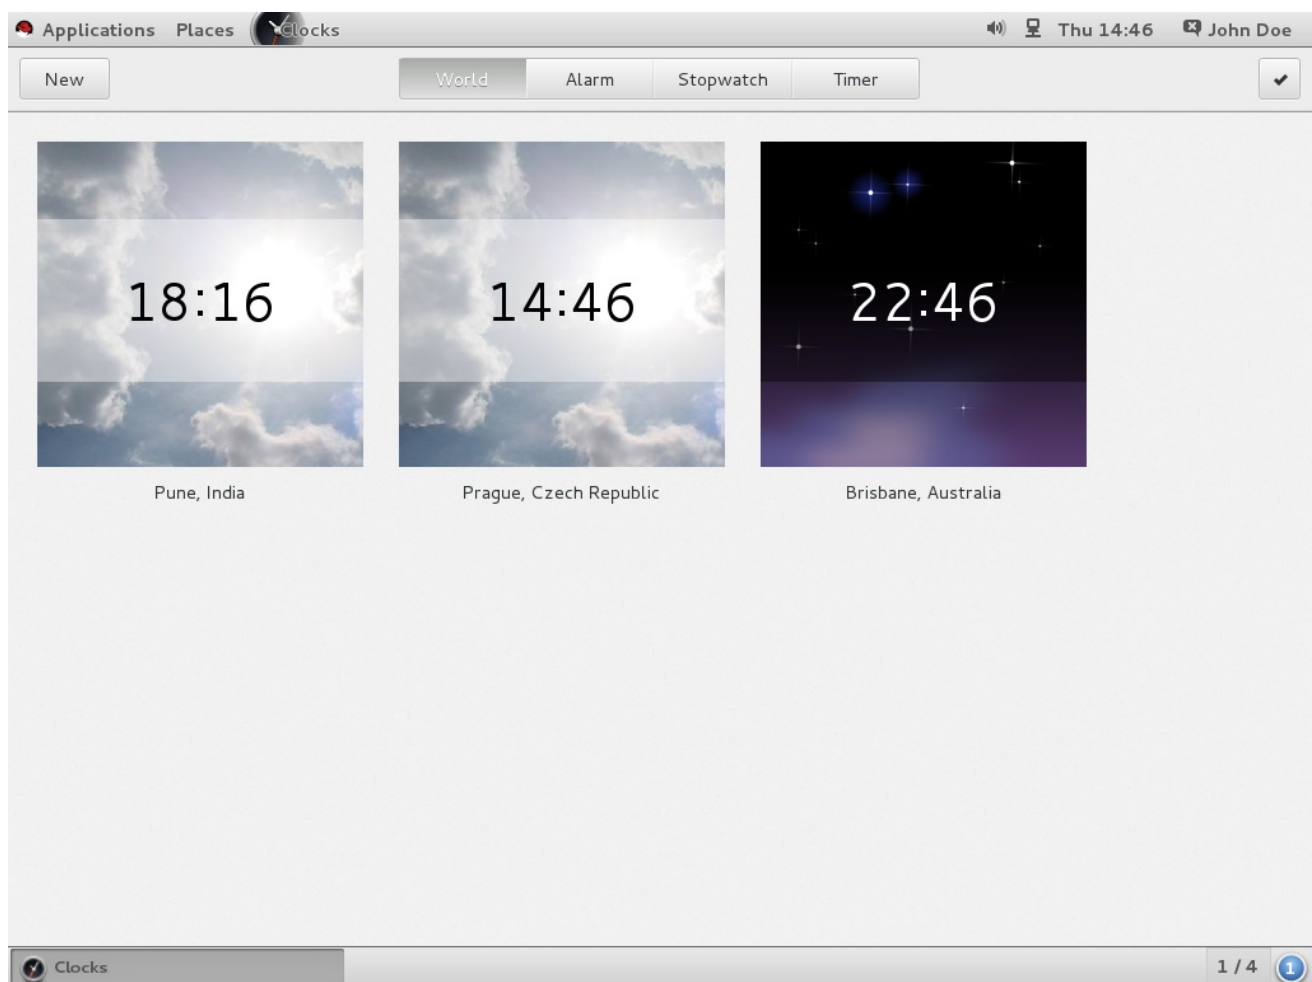 Applications Places Clocks Thu 14:46 John Doe
New World Alarm Stopwatch Timer
18:16 14:46 22:46
Pune, India Prague, Czech Republic Brisbane, Australia
Clocks 1 / 4 1